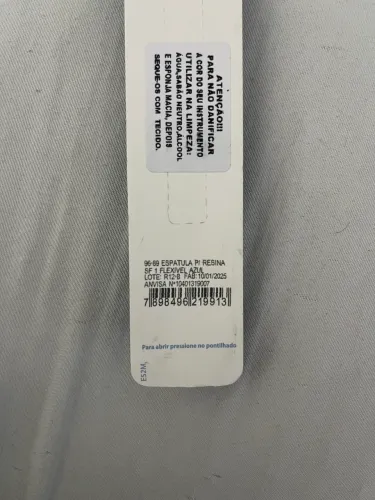 ATENÇÃO!!!
PARA NÃO DANIFICAR
A COR DO SEU INSTRUMENTO
UTILIZAR NA LIMPEZA:
ÁGUA,SABÃO NEUTRO,ÁLCOOL
E ESPONJA MACIA, DEPOIS
SEQUE-OS COM TECIDO.
96-69 ESPATULA P/ RESINA
SF 1 FLEXIVEL AZUL
LOTE: R12-8 FAB:10/01/2025
ANVISA Nº10401319007
7 898496 219913
Para abrir pressione no pontilhado
ES2M